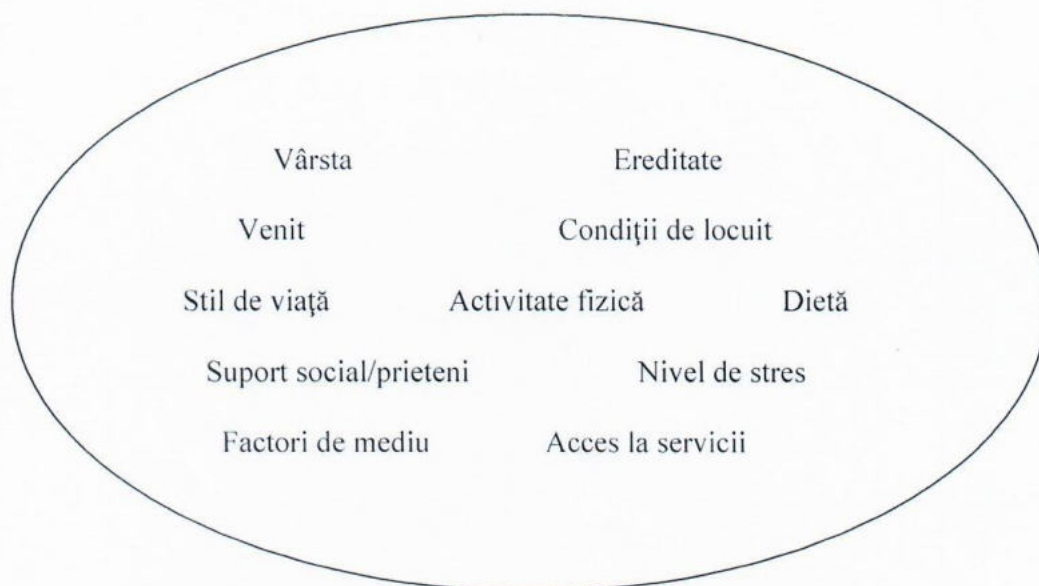 Vârsta Ereditate
Venit Condiţii de locuit
Stil de viaţă Activitate fizică Dietă
Suport social/prieteni Nivel de stres
Factori de mediu Acces la servicii